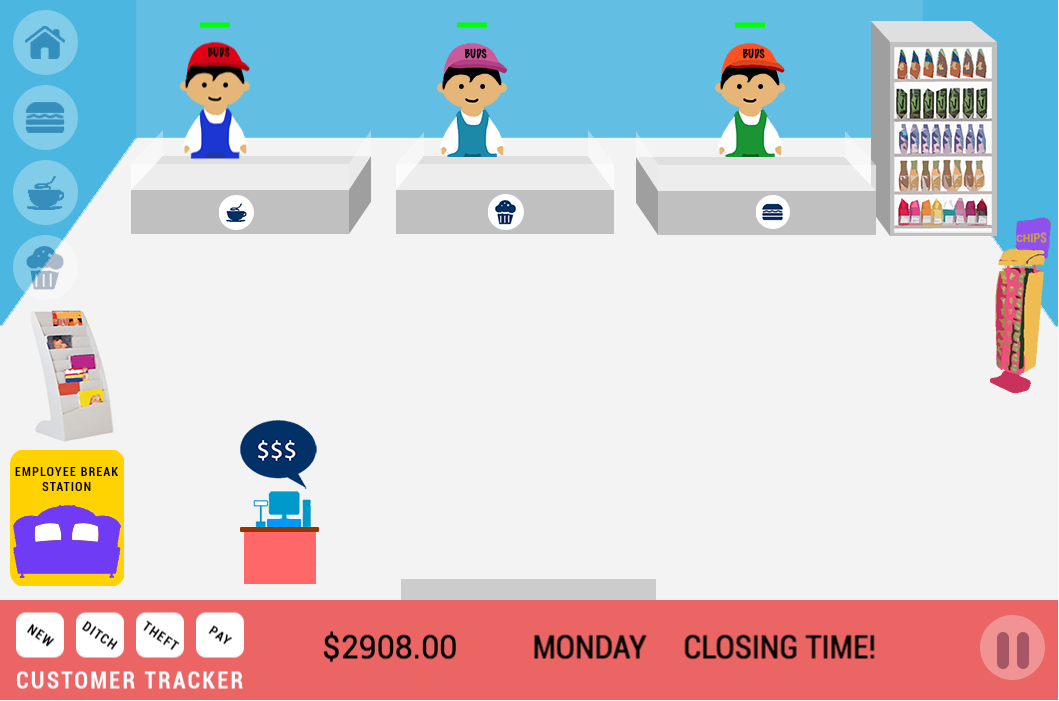 BUDS
BUDS
BUDS
CHIPS
$$$
EMPLOYEE BREAK
STATION
NEW
DITCH
THEFT
PAY
$2908.00
MONDAY
CLOSING TIME!
CUSTOMER TRACKER